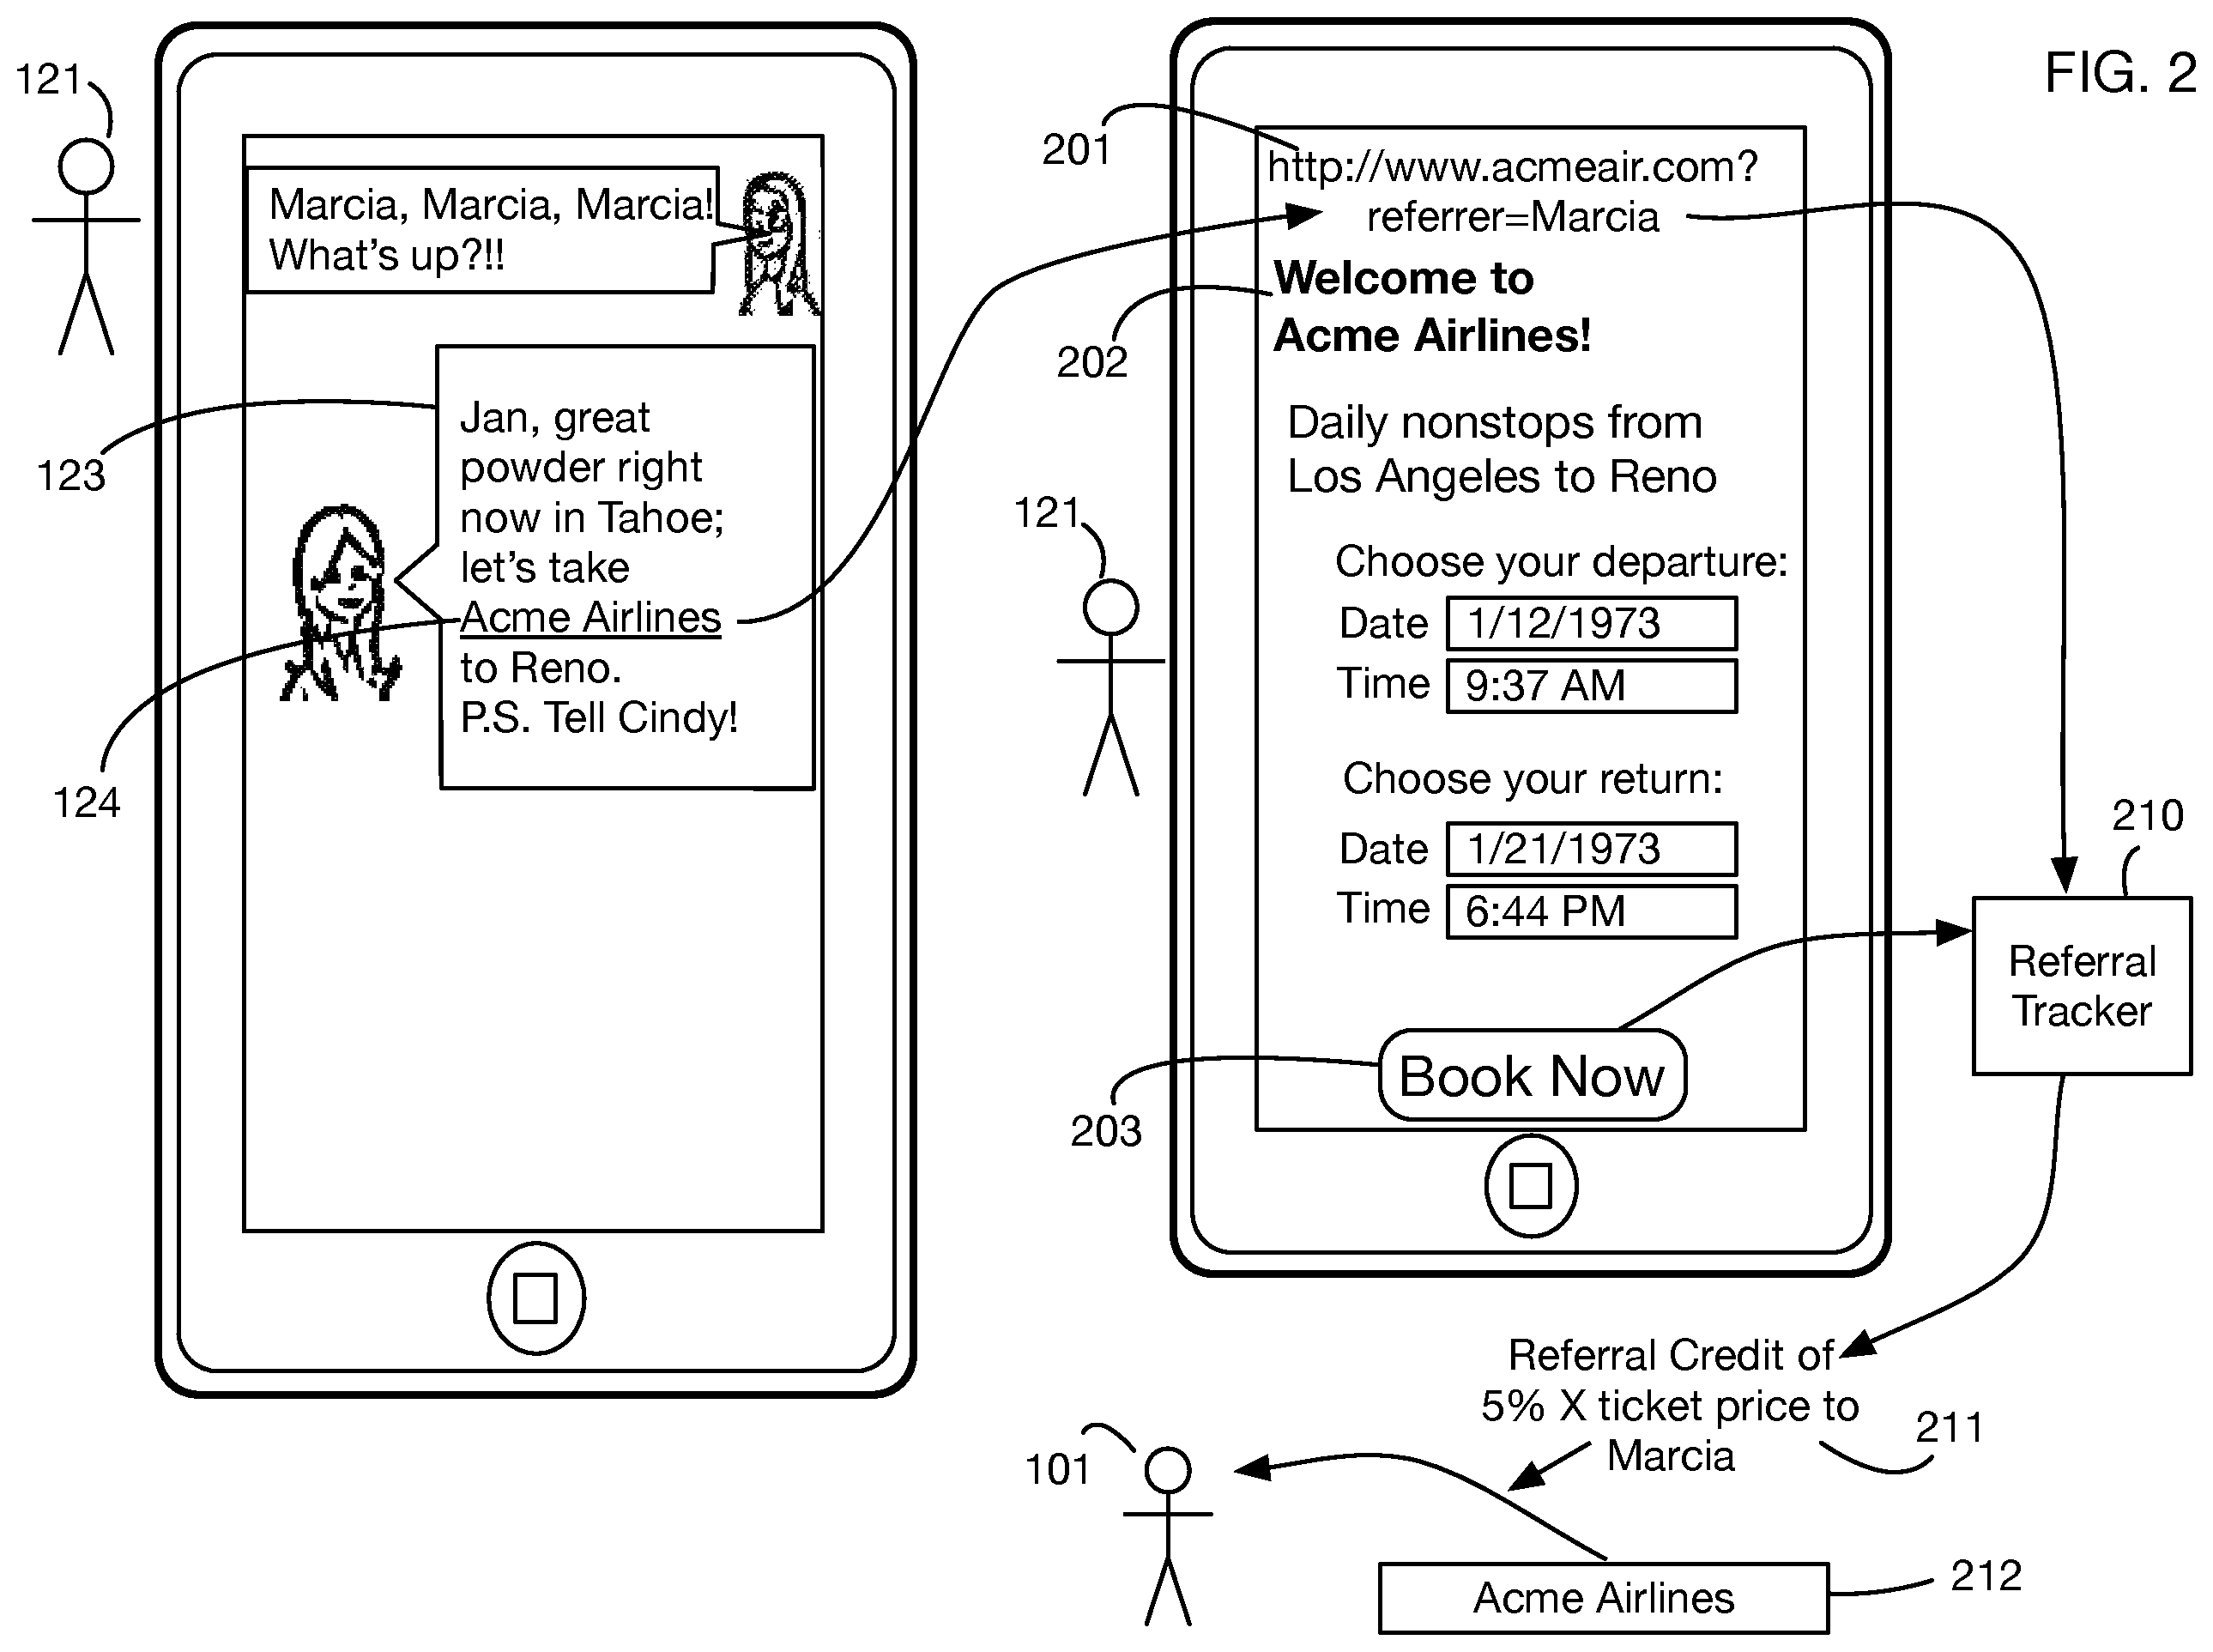 FIG. 2
121
Marcia, Marcia, Marcia!
What's up?!!
123
Jan, great
powder right
now in Tahoe;
let's take
Acme Airlines
to Reno.
P.S. Tell Cindy!
124
201
http://www.acmeair.com?
referrer=Marcia
202
Welcome to
Acme Airlines!
Daily nonstops from
Los Angeles to Reno
121
Choose your departure:
Date 1/12/1973
Time 9:37 AM
Choose your return:
Date 1/21/1973
Time 6:44 PM
203
Book Now
210
Referral
Tracker
Referral Credit of
5% X ticket price to
Marcia
211
101
Acme Airlines
212